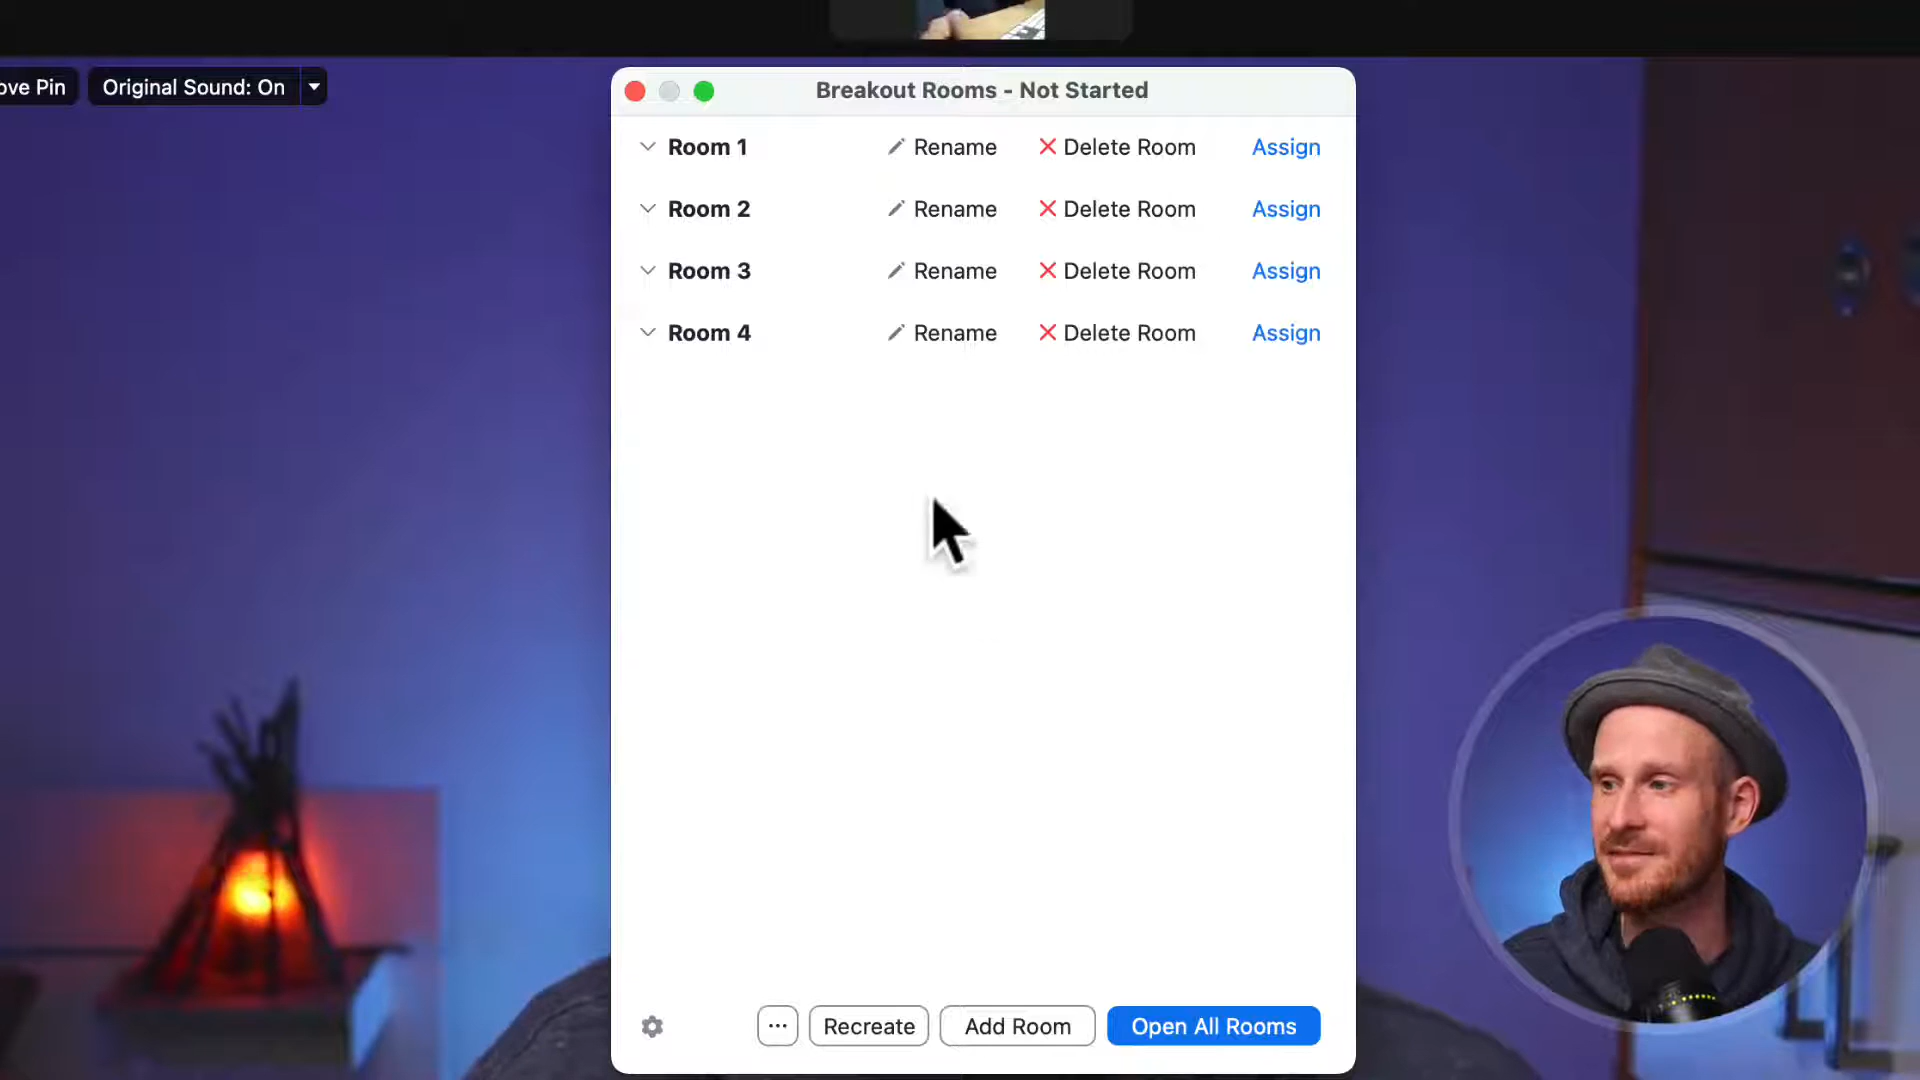 ove Pin
Original Sound: On
Breakout Rooms - Not Started
Room 1 Rename Delete Room Assign
Room 2 Rename Delete Room Assign
Room 3 Rename Delete Room Assign
Room 4 Rename Delete Room Assign
... Recreate Add Room Open All Rooms